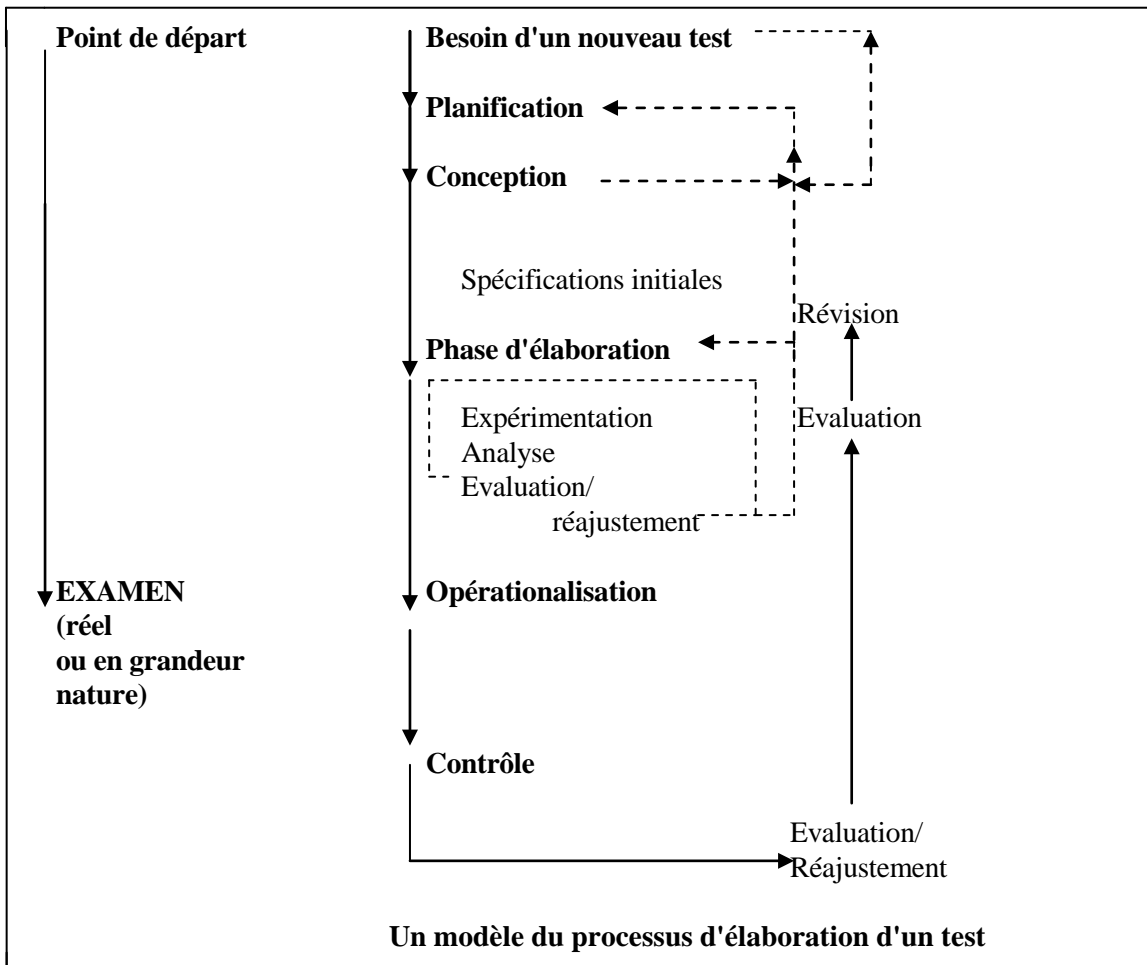 Point de départ
Besoin d'un nouveau test
Planification
Conception
Spécifications initiales
Révision
Phase d'élaboration
Expérimentation
Evaluation
Analyse
Evaluation/
réajustement
EXAMEN
(réel
ou en grandeur
nature)
Opérationalisation
Contrôle
Evaluation/
Réajustement
Un modèle du processus d'élaboration d'un test